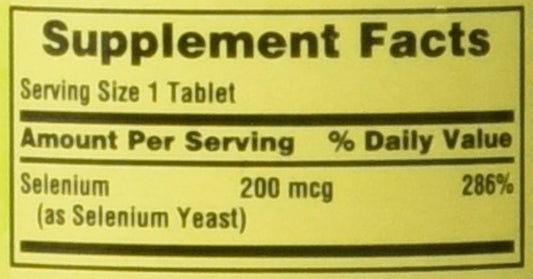 Supplement Facts
Serving Size 1 Tablet
Amount Per Serving % Daily Value
Selenium 200 mcg 286%
(as Selenium Yeast)